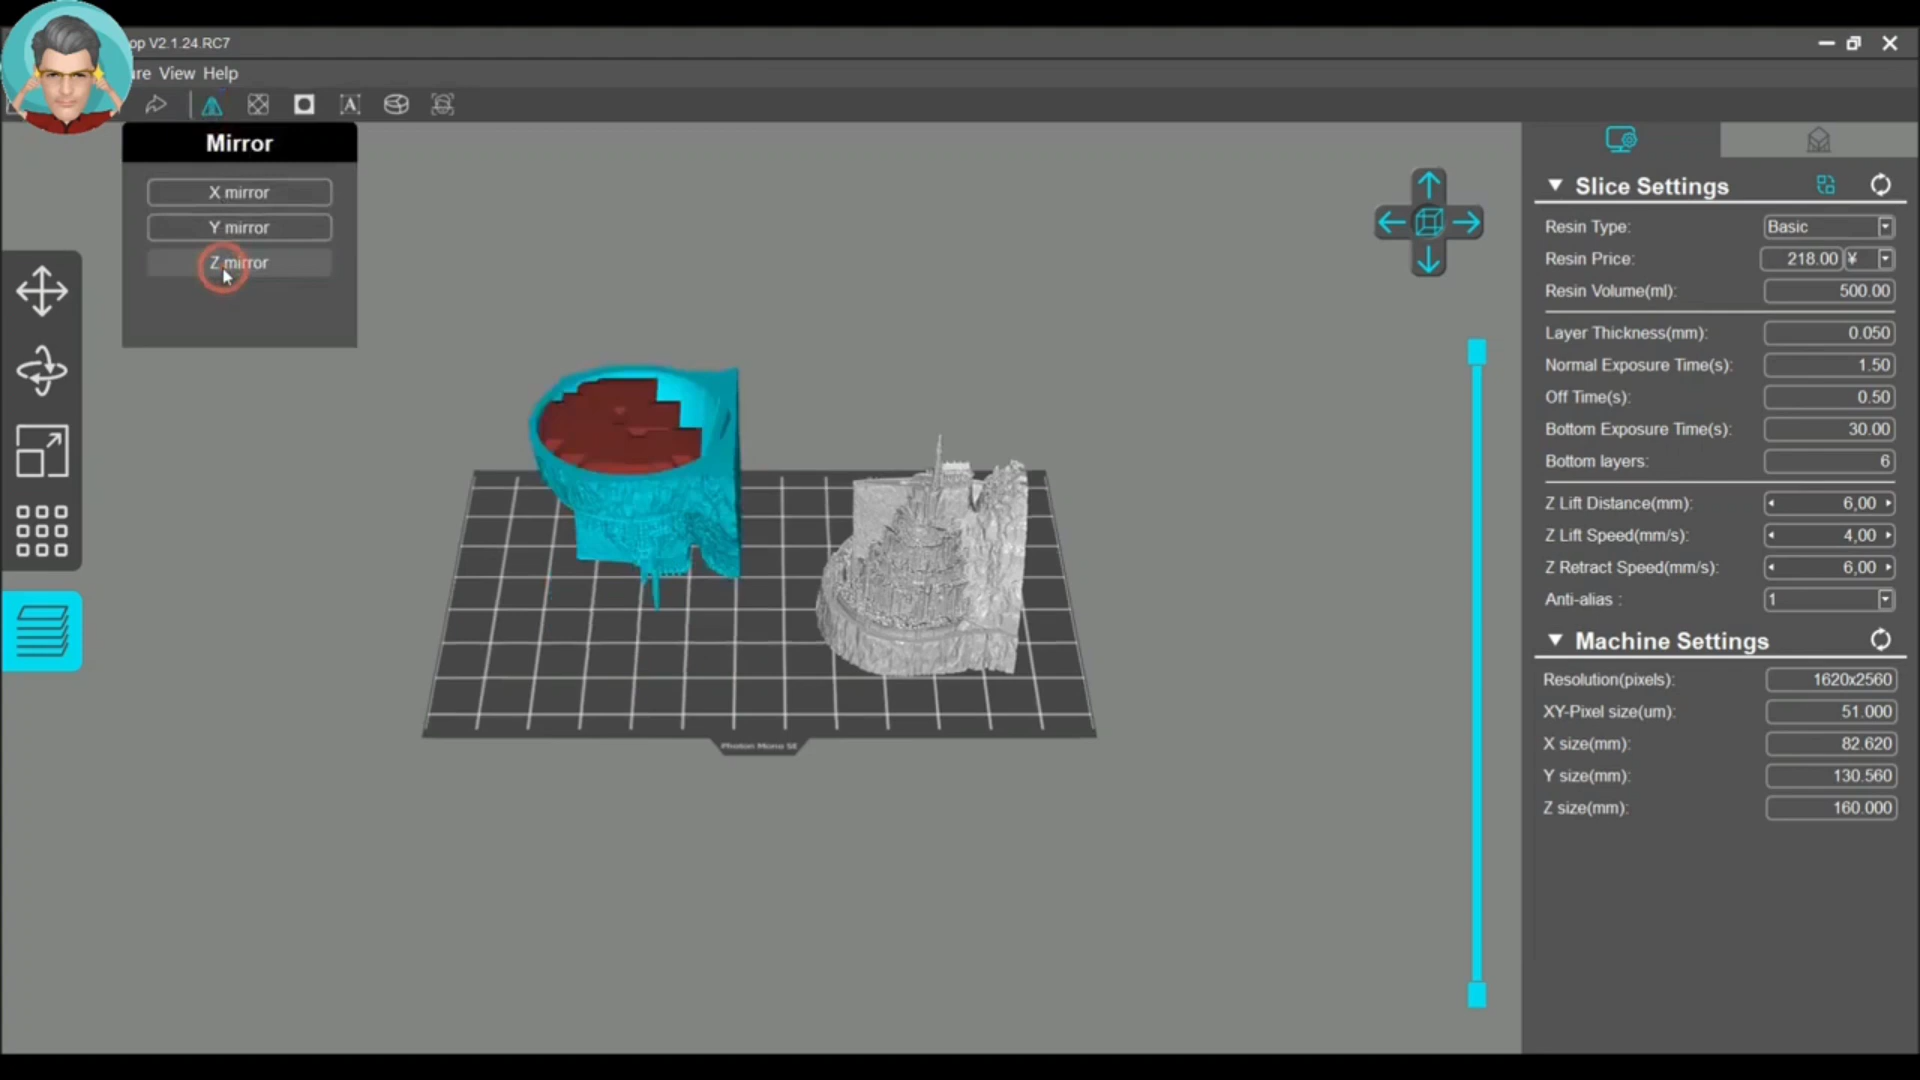 op V2.1.24.RC7
ure View Help
Mirror
X mirror
Y mirror
Z mirror
Slice Settings
Resin Type: Basic
Resin Price: 218.00 ¥
Resin Volume(ml): 500.00
Layer Thickness(mm): 0.050
Normal Exposure Time(s): 1.50
Off Time(s): 0.50
Bottom Exposure Time(s): 30.00
Bottom layers: 6
Z Lift Distance(mm): 6,00
Z Lift Speed(mm/s): 4,00
Z Retract Speed(mm/s): 6,00
Anti-alias : 1
Machine Settings
Resolution(pixels): 1620x2560
XY-Pixel size(um): 51.000
X size(mm): 82.620
Y size(mm): 130.560
Z size(mm): 160.000
Photon Mono SE